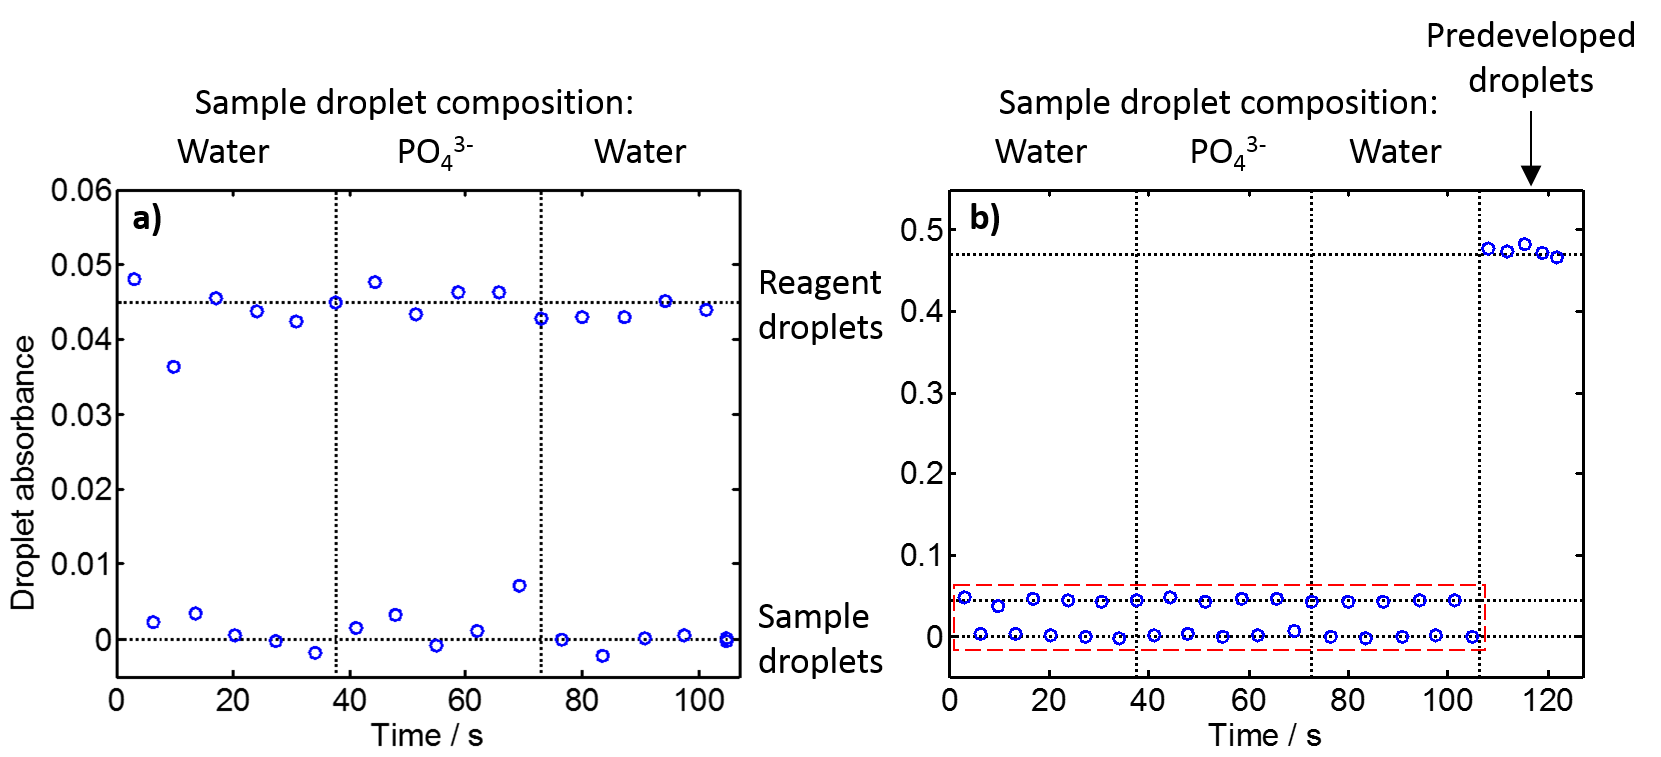 Predeveloped
droplets
Sample droplet composition:
Water PO₄³⁻ Water
a)
0.06
0.05
0.04
0.03
0.02
0.01
0
Droplet absorbance
0 20 40 60 80 100
Time / s
Reagent
droplets
Sample
droplets
Sample droplet composition:
Water PO₄³⁻ Water
b)
0.5
0.4
0.3
0.2
0.1
0
0 20 40 60 80 100 120
Time / s